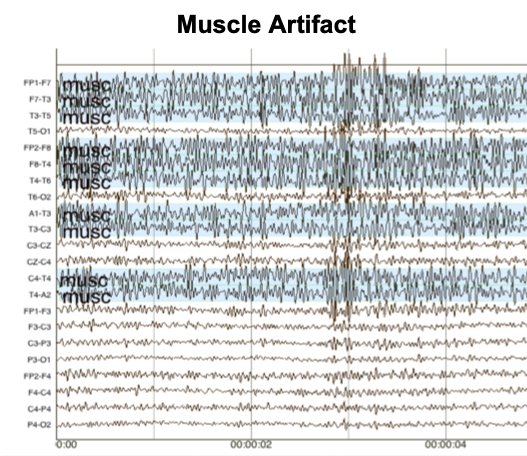 Muscle Artifact
FP1-F7 musc
F7-T3 musc
T3-T5 musc
T5-O1
FP2-F8 musc
F8-T4 musc
T4-T6 musc
T6-O2
A1-T3 musc
T3-C3 musc
C3-CZ
CZ-C4
C4-T4 musc
T4-A2 musc
FP1-F3
F3-C3
C3-P3
P3-O1
FP2-F4
F4-C4
C4-P4
P4-O2
0:00 00:00:02 00:00:04